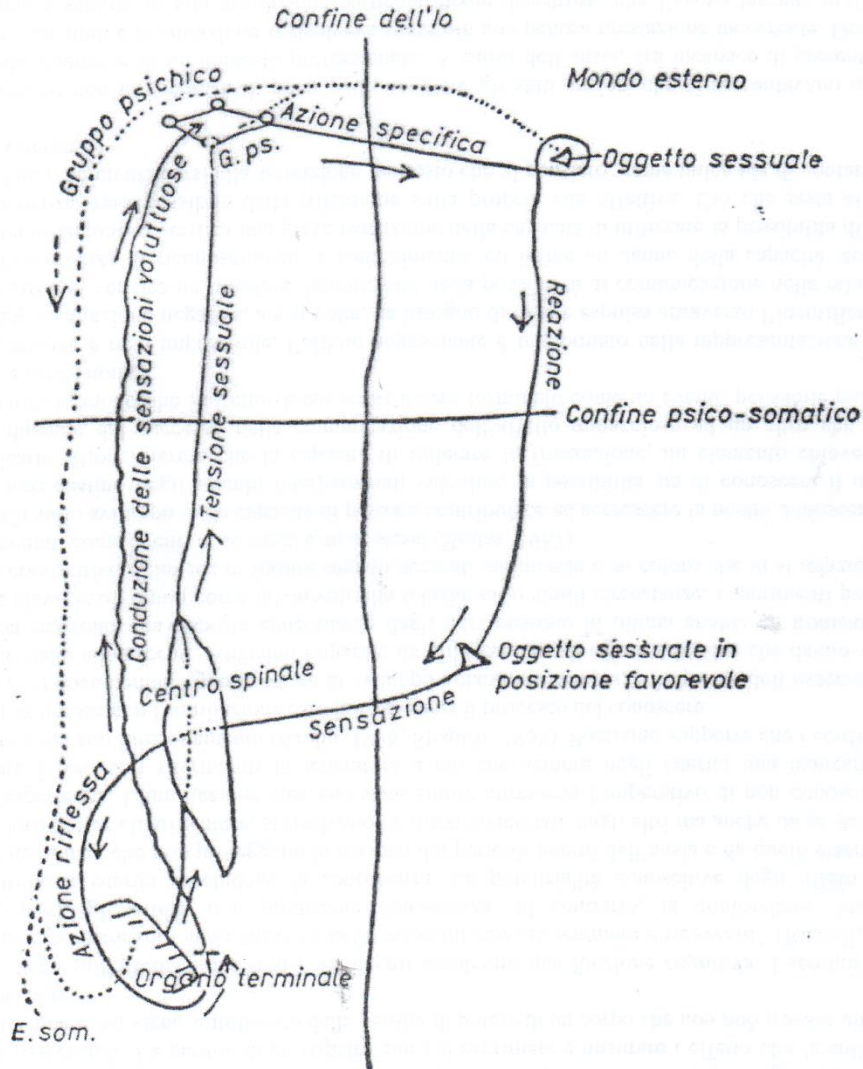 Confine dell'Io
Mondo esterno
Gruppo psichico
G. ps.
Azione specifica
Oggetto sessuale
Conduzione delle sensazioni voluttuose
Tensione sessuale
Reazione
Confine psico-somatico
Centro spinale
Oggetto sessuale in
posizione favorevole
Sensazione
Azione riflessa
Organo terminale
E. som.